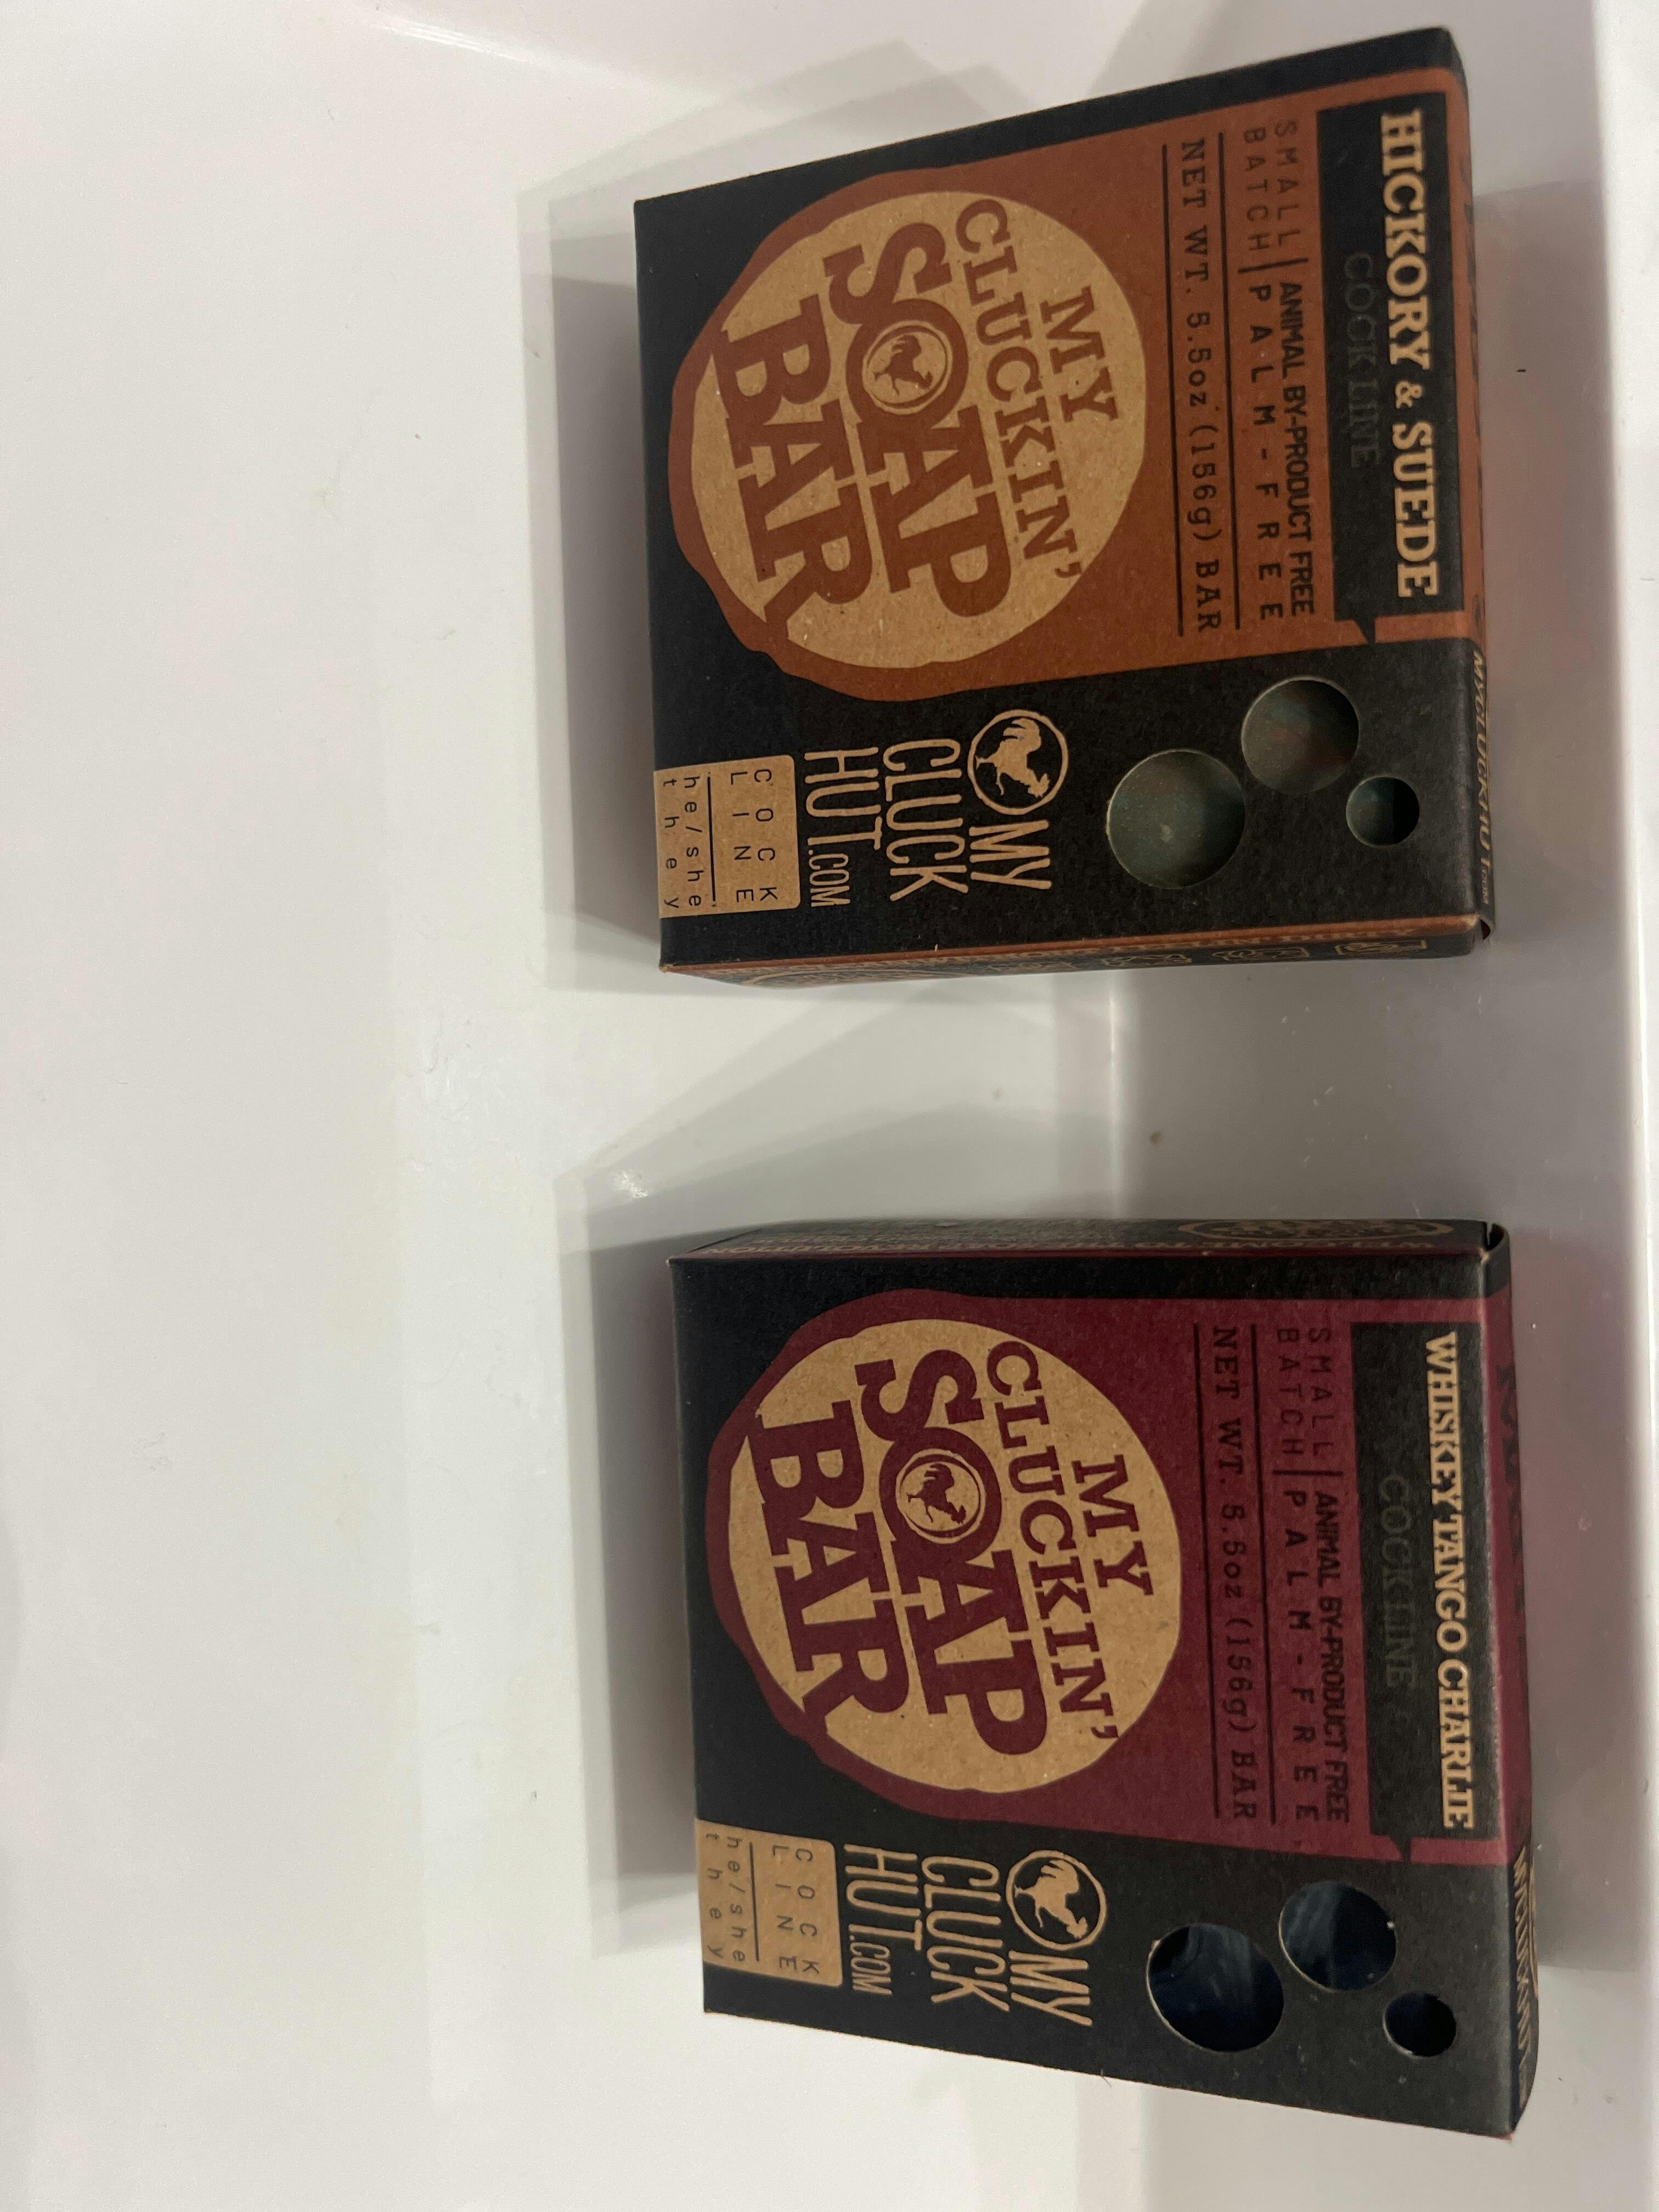 HICKORY & SUEDE
COCK LINE
SMALL BATCH
ANIMAL BY-PRODUCT FREE
PALM-FREE
NET WT. 5.5oz (156g) BAR
MY
CLUCKIN'
SOAP
BAR
MY
CLUCK
HUT.COM
COCK
LINE
he/she
they
WHISKEY TANGO CHARLIE
COCK LINE
SMALL BATCH
ANIMAL BY-PRODUCT FREE
PALM-FREE
NET WT. 5.5oz (156g) BAR
MY
CLUCKIN'
SOAP
BAR
MY
CLUCK
HUT.COM
COCK
LINE
he/she
they